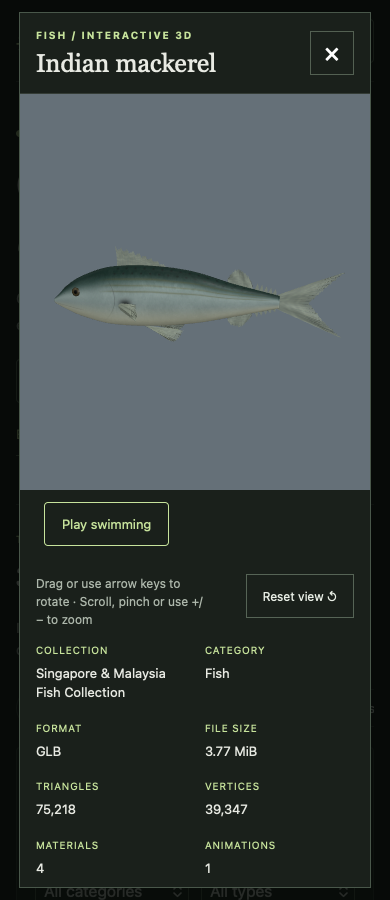 FISH / INTERACTIVE 3D
Indian mackerel
×
Play swimming
Drag or use arrow keys to
rotate · Scroll, pinch or use +/
− to zoom
Reset view ↺
COLLECTION
Singapore & Malaysia
Fish Collection
CATEGORY
Fish
FORMAT
GLB
FILE SIZE
3.77 MiB
TRIANGLES
75,218
VERTICES
39,347
MATERIALS
4
ANIMATIONS
1
All categories
All types